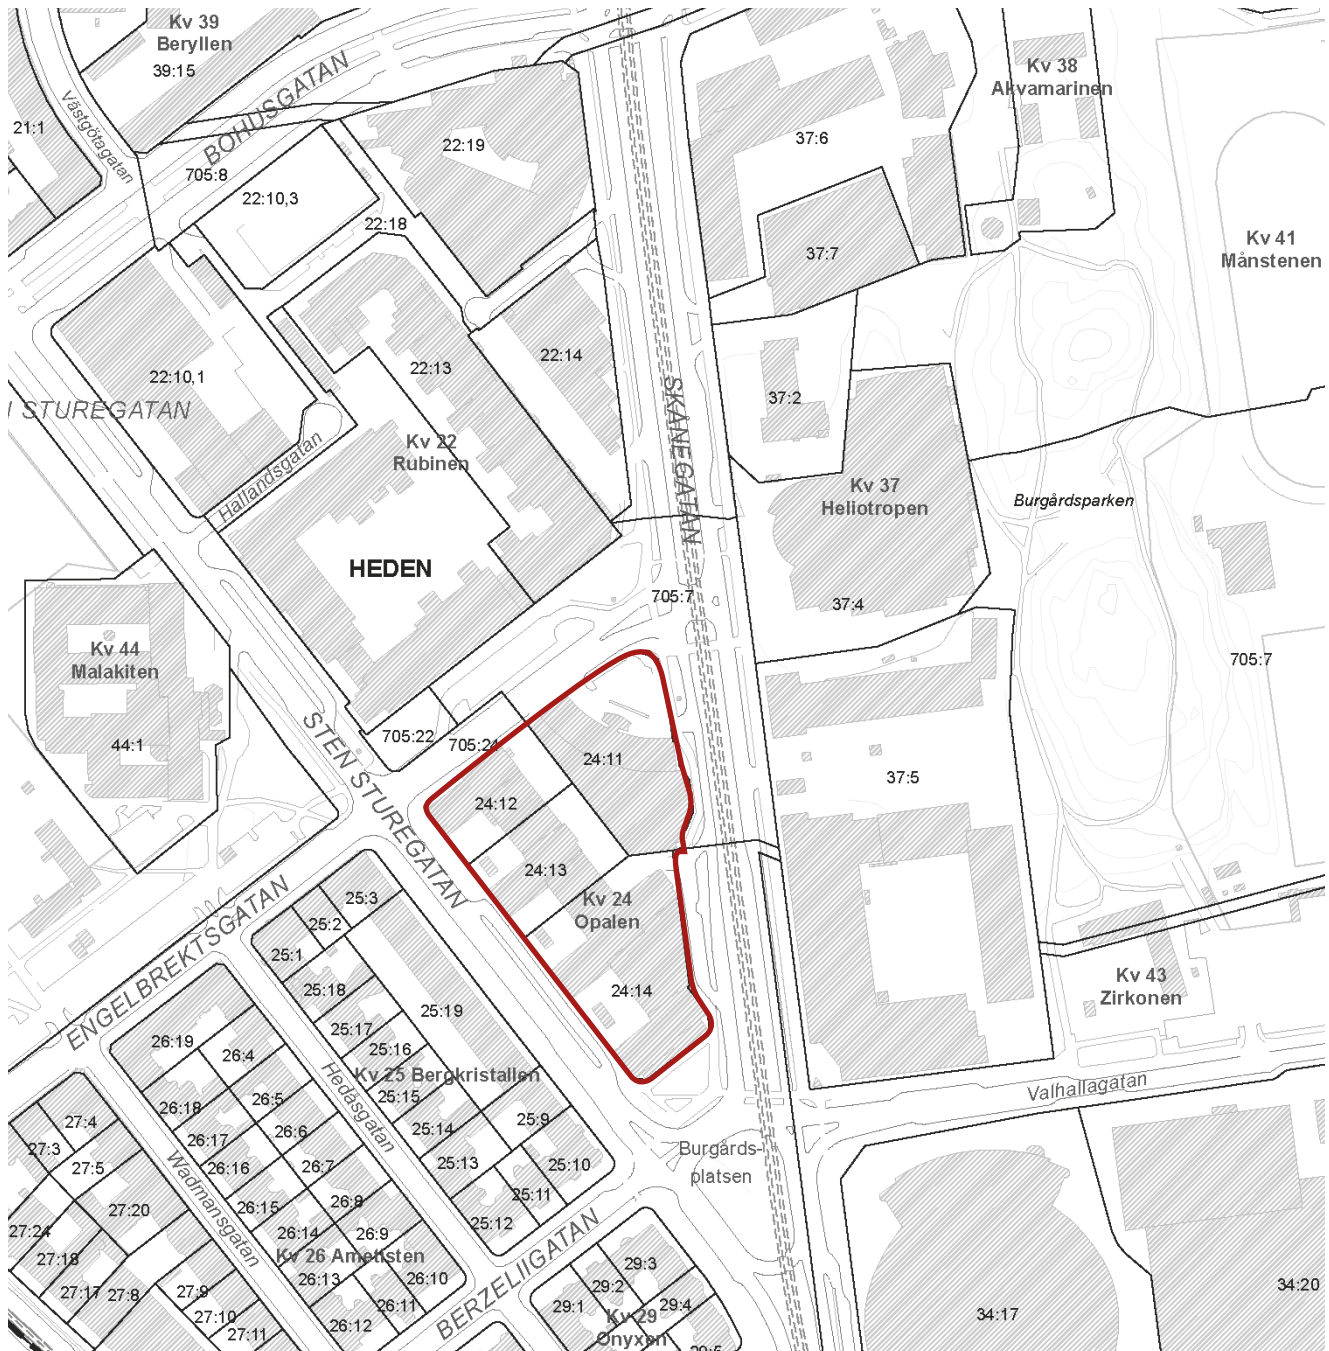 Kv 39
Beryllen
39:15
Kv 38
Akvamarinen
BOHUSGATAN
Västgötagatan
21:1
705:8
22:10,3
22:19
22:18
37:6
37:7
Kv 41
Månstenen
22:10,1
22:13
22:14
37:2
STUREGATAN
Hallandsgatan
Kv 22
Rubinen
SKÅNEGATAN
Kv 37
Heliotropen
Burgårdsparken
HEDEN
705:7
37:4
Kv 44
Malakiten
44:1
705:7
STEN STUREGATAN
705:22
705:21
24:11
24:12
37:5
24:13
Kv 24
Opalen
24:14
ENGELBREKTSGATAN
25:3
25:2
25:1
25:18
25:19
25:17
25:16
Kv 25 Bergkristallen
25:15
25:14
25:9
25:13
25:10
25:11
25:12
Kv 43
Zirkonen
26:19
26:4
26:18
26:5
26:17
26:6
26:16
26:7
26:15
26:8
26:14
26:9
Kv 26 Ametisten
26:13
26:10
26:11
26:12
Hedåsgatan
Wadmansgatan
Valhallagatan
Burgårds-
platsen
27:4
27:3
27:5
27:20
27:24
27:18
27:17
27:8
27:9
27:10
27:11
BERZELIIGATAN
29:3
29:2
29:1
29:4
Kv 29
Onyxen
29:5
34:17
34:20